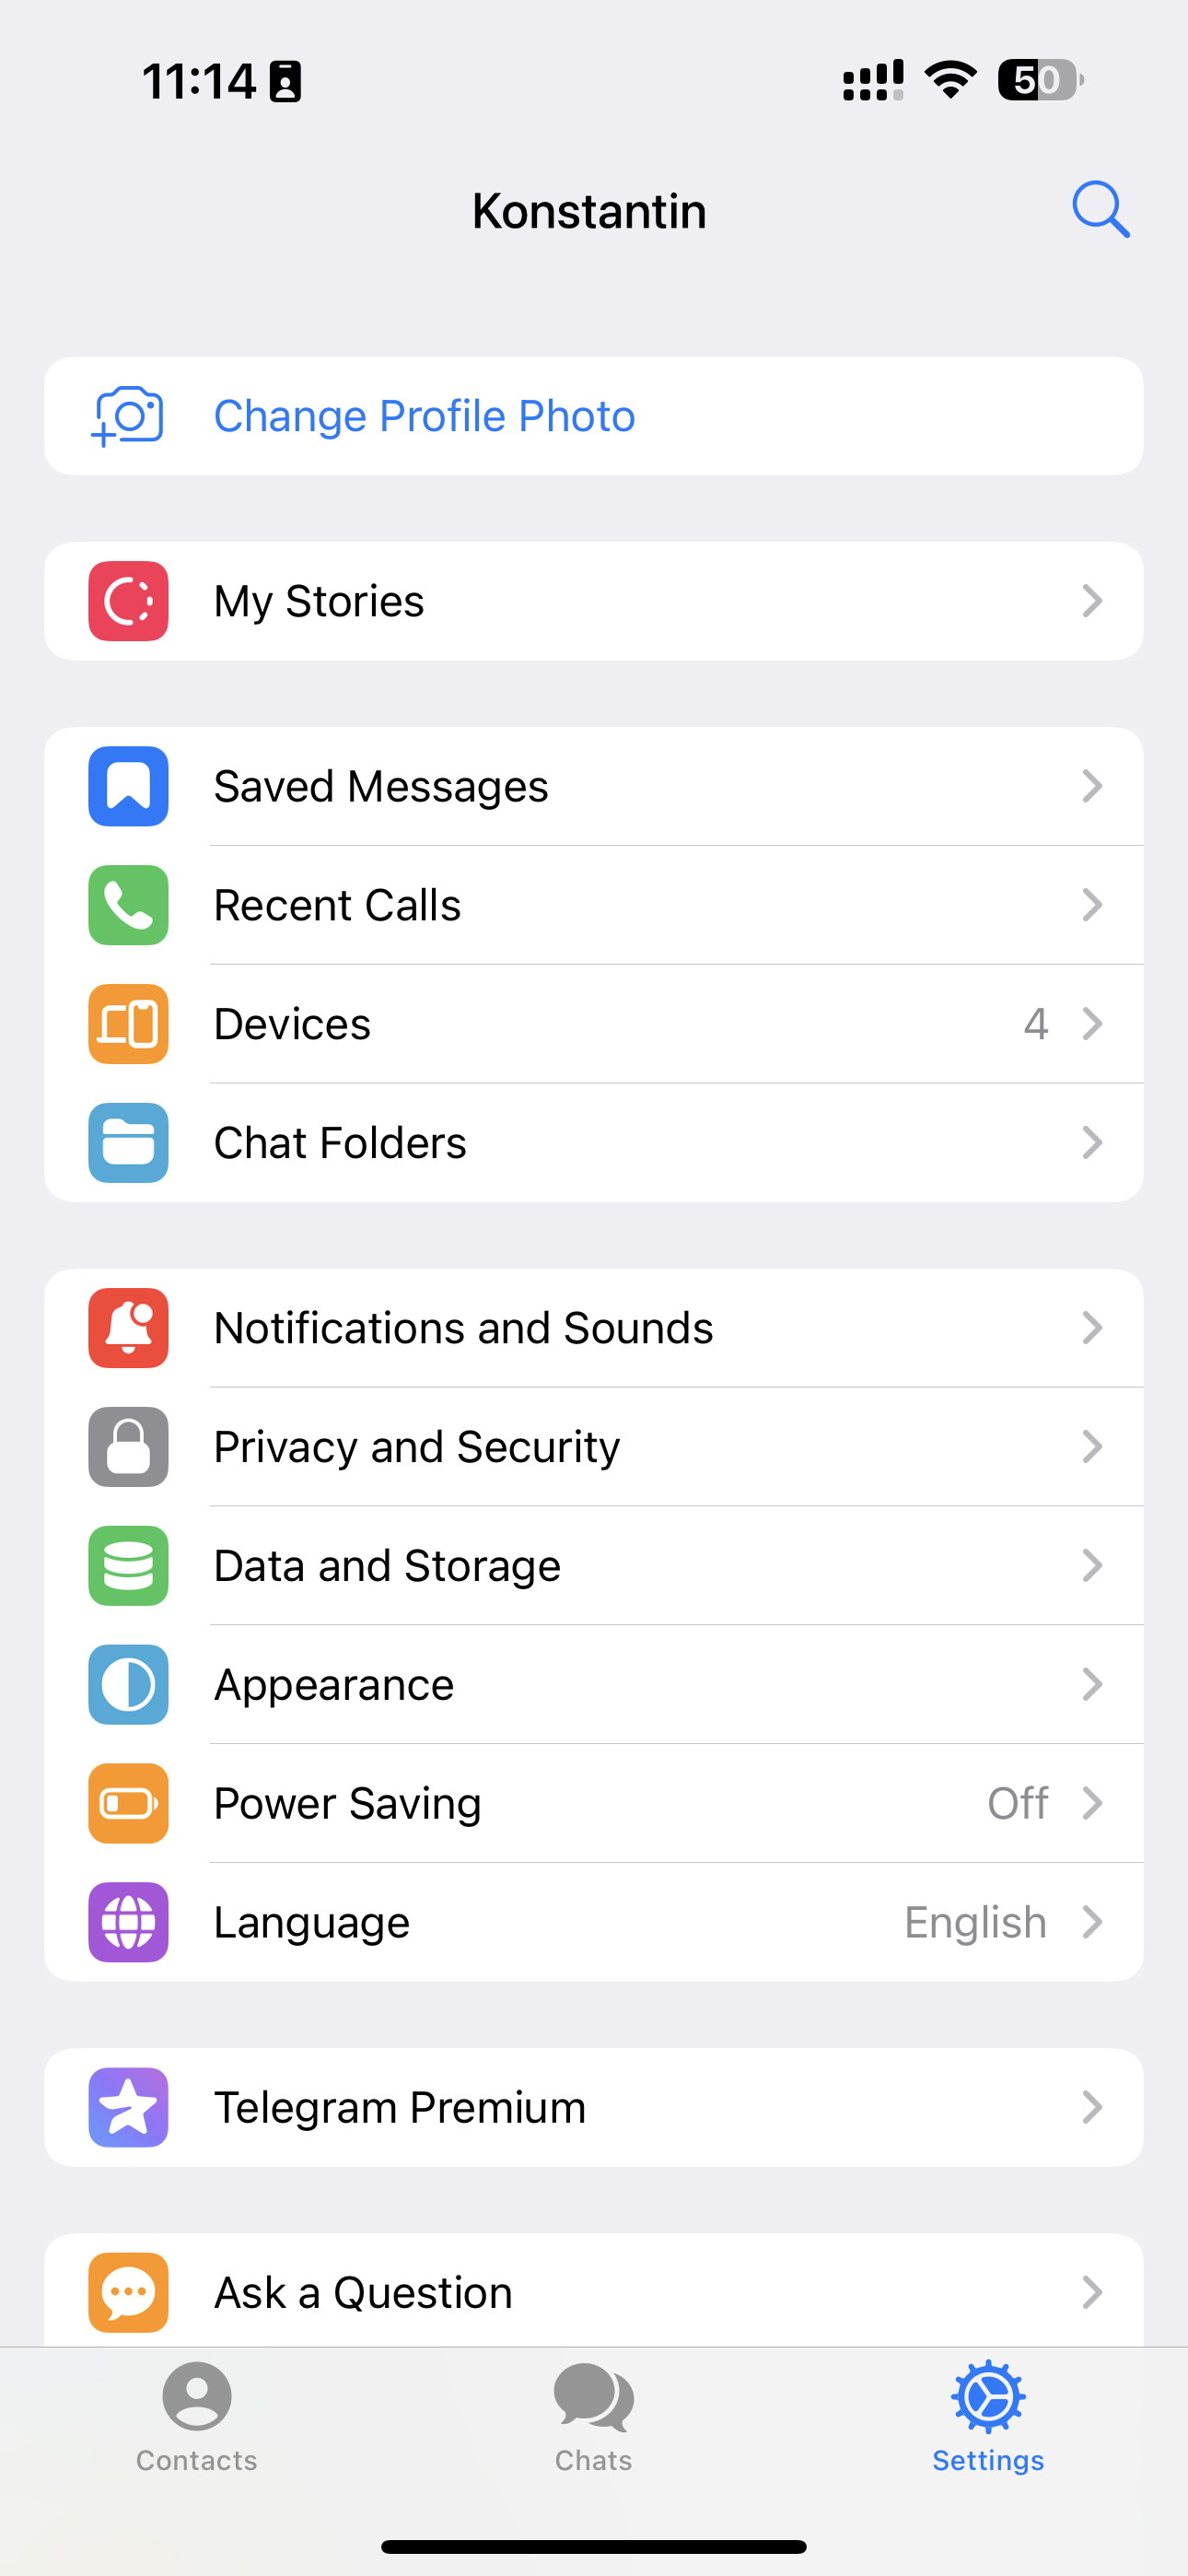 11:14
50
Konstantin
Change Profile Photo
My Stories
Saved Messages
Recent Calls
Devices 4
Chat Folders
Notifications and Sounds
Privacy and Security
Data and Storage
Appearance
Power Saving Off
Language English
Telegram Premium
Ask a Question
Contacts Chats Settings